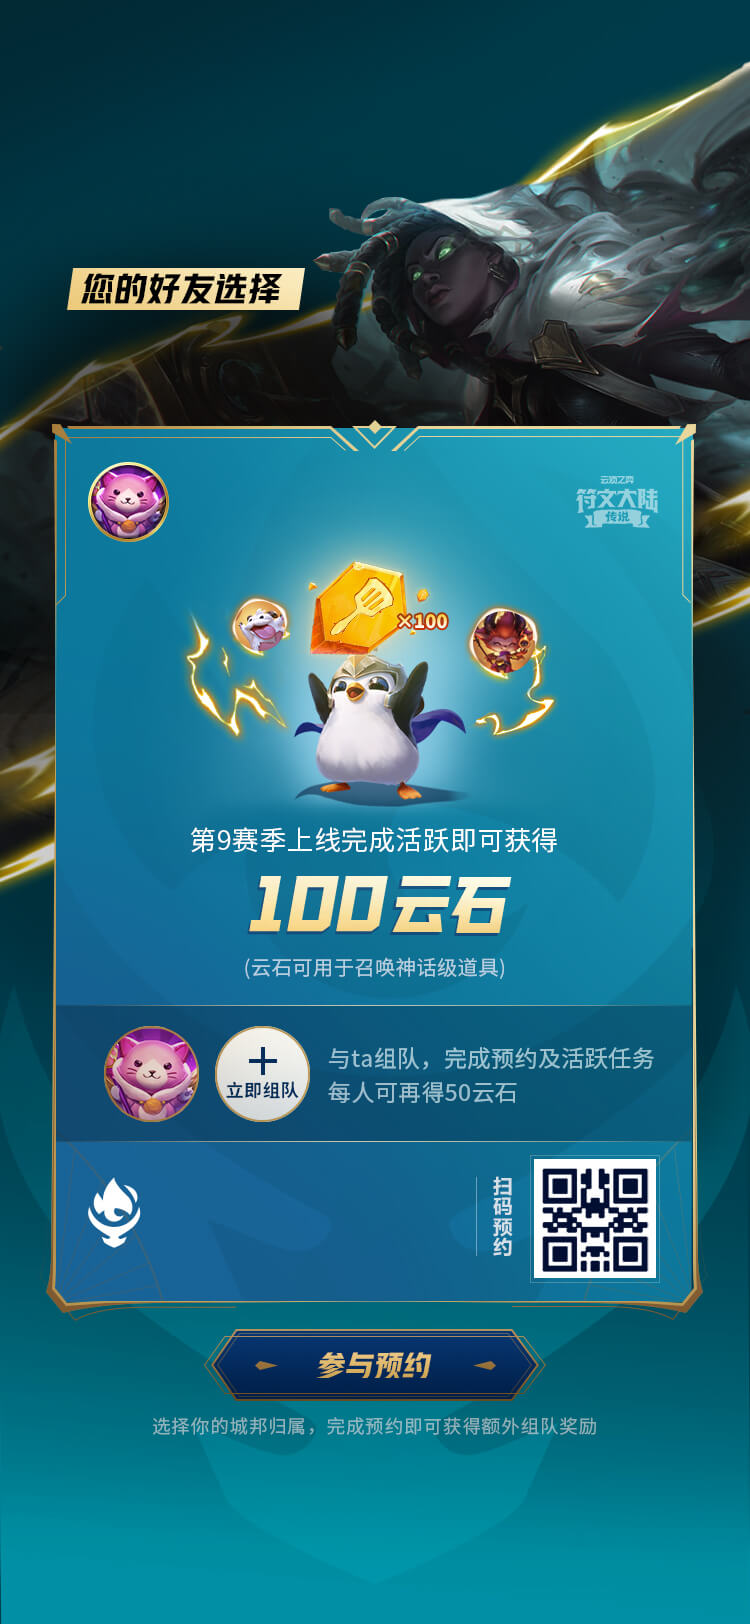 您的好友选择
云顶之弈
符文大陆
传说
×100
第9赛季上线完成活跃即可获得
100云石
(云石可用于召唤神话级道具)
立即组队
与ta组队，完成预约及活跃任务
每人可再得50云石
扫码预约
参与预约
选择你的城邦归属，完成预约即可获得额外组队奖励